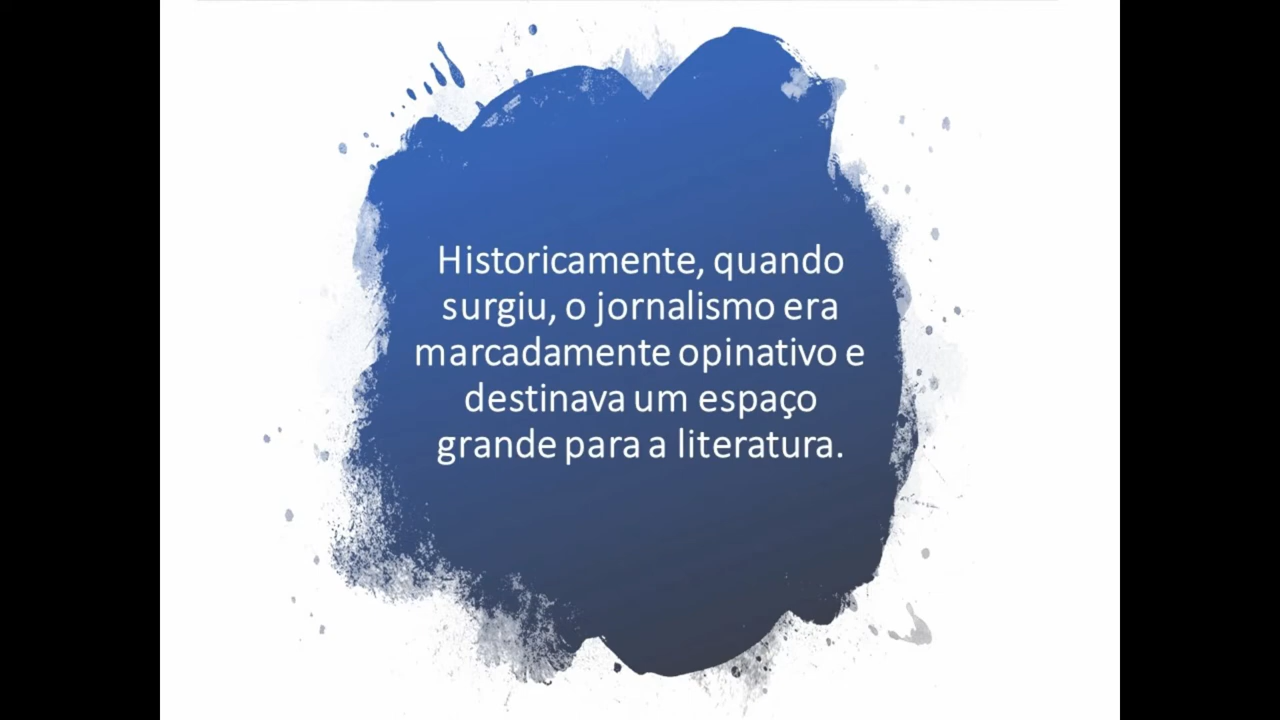 Historicamente, quando
surgiu, o jornalismo era
marcadamente opinativo e
destinava um espaço
grande para a literatura.